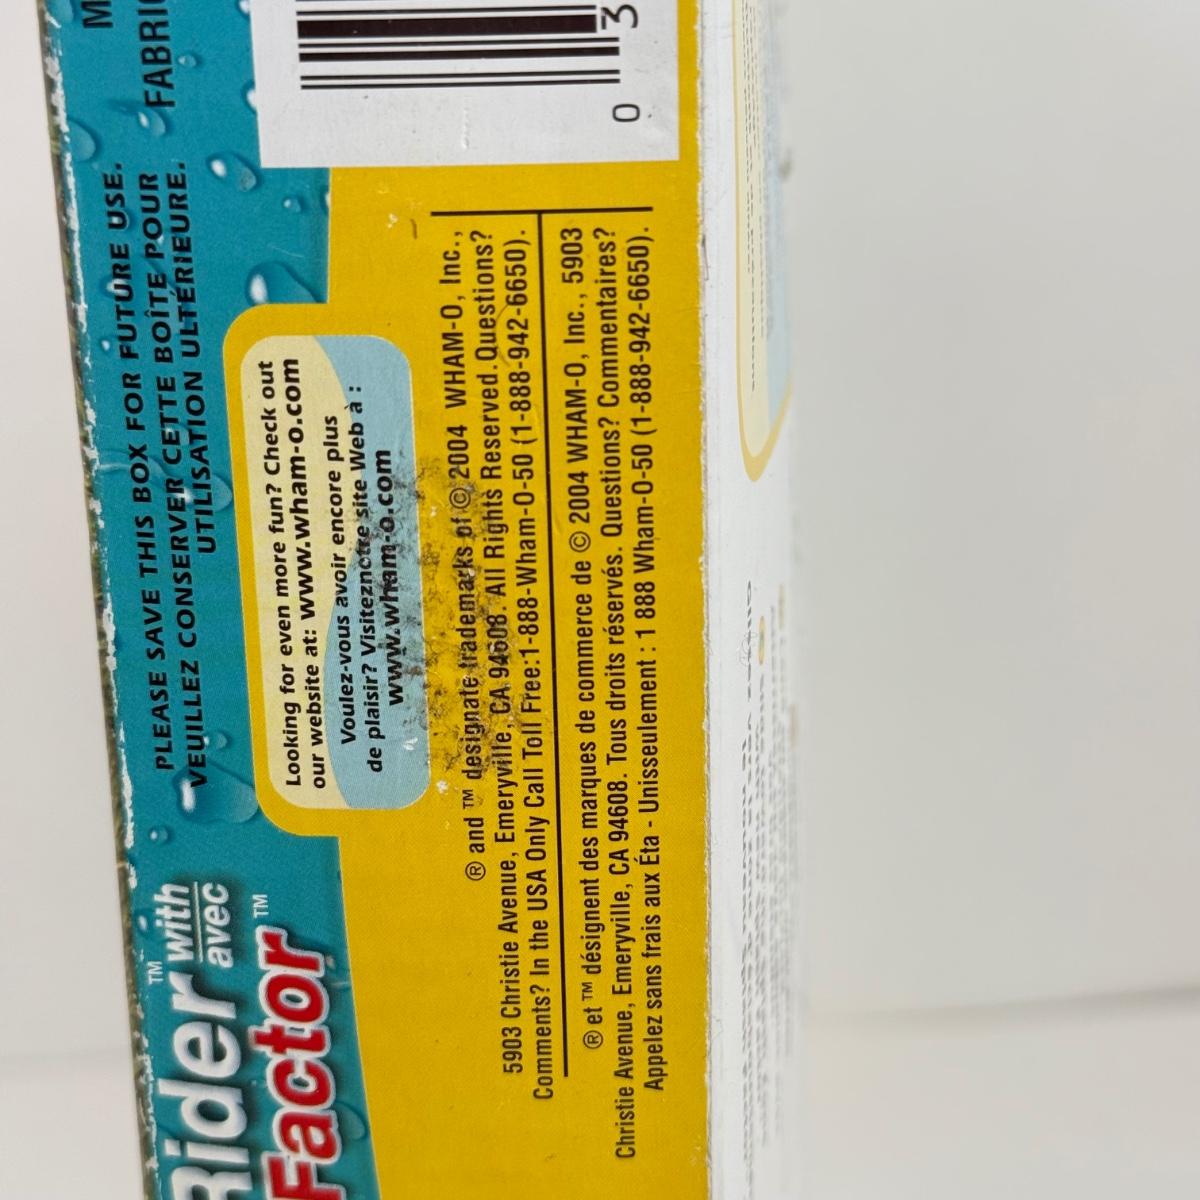 Rider™ with
avec
Factor™
PLEASE SAVE THIS BOX FOR FUTURE USE.
VEUILLEZ CONSERVER CETTE BOÎTE POUR
UTILISATION ULTÉRIEURE.
M
FABRIC
Looking for even more fun? Check out
our website at: www.wham-o.com
Voulez-vous avoir encore plus
de plaisir? Visiteznotre site Web à :
www.wham-o.com
® and ™ designate trademarks of © 2004 WHAM-O, Inc.,
5903 Christie Avenue, Emeryville, CA 94608. All Rights Reserved.Questions?
Comments? In the USA Only Call Toll Free:1-888-Wham-O-50 (1-888-942-6650).
® et ™ désignent des marques de commerce de © 2004 WHAM-O, Inc., 5903
Christie Avenue, Emeryville, CA 94608. Tous droits réservés. Questions? Commentaires?
Appelez sans frais aux Éta - Unisseulement : 1 888 Wham-O-50 (1-888-942-6650).
0 3